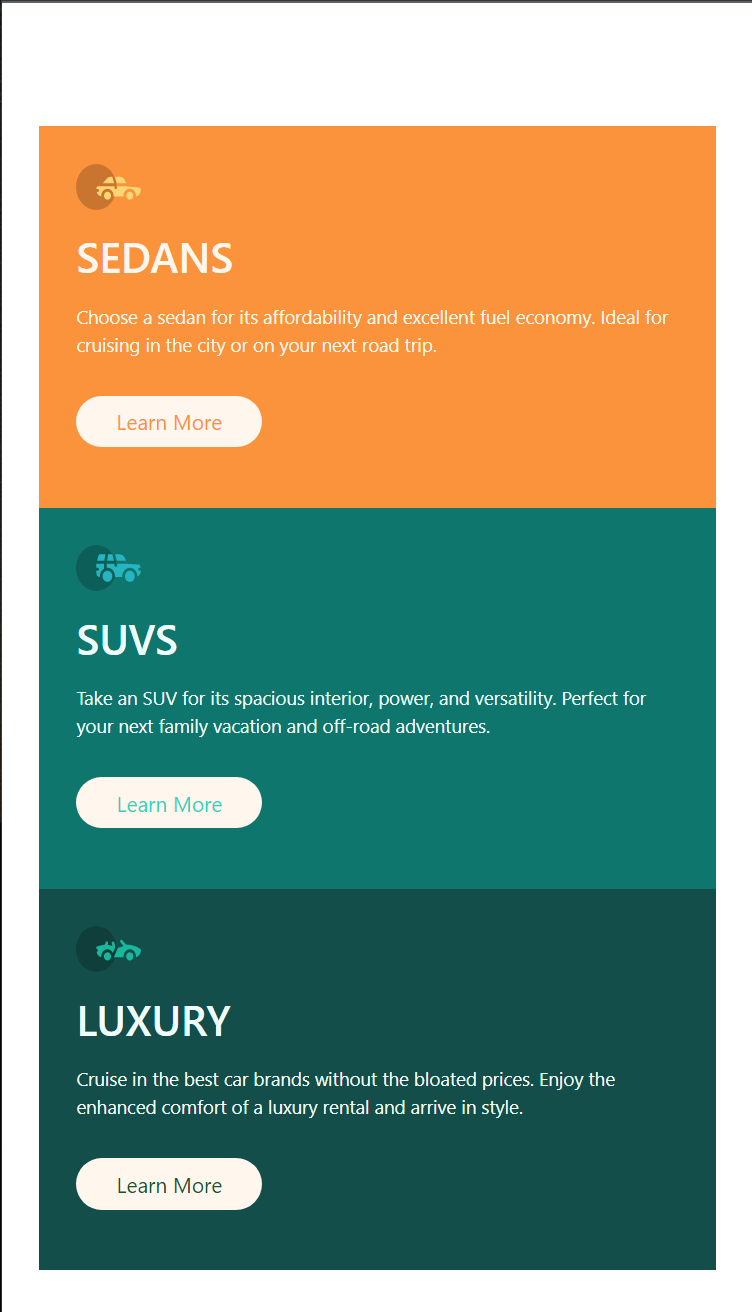 SEDANS
Choose a sedan for its affordability and excellent fuel economy. Ideal for
cruising in the city or on your next road trip.
Learn More
SUVS
Take an SUV for its spacious interior, power, and versatility. Perfect for
your next family vacation and off-road adventures.
Learn More
LUXURY
Cruise in the best car brands without the bloated prices. Enjoy the
enhanced comfort of a luxury rental and arrive in style.
Learn More